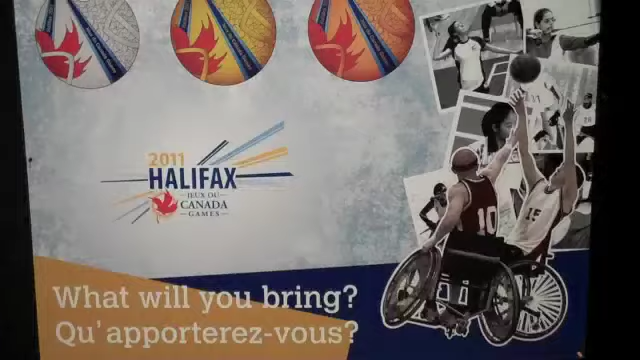 2011
HALIFAX
JEUX DU
CANADA
GAMES
10
15
What will you bring?
Qu'apporterez-vous?